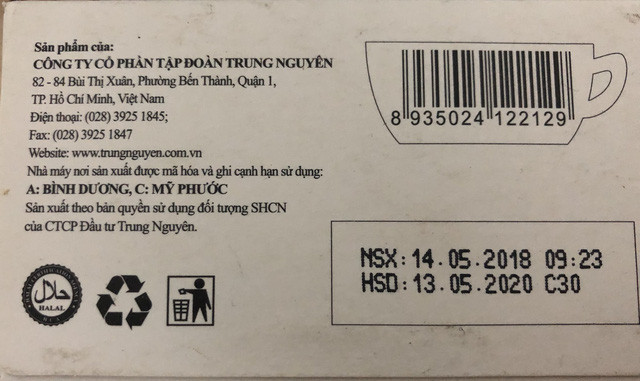 Sản phẩm của:
CÔNG TY CỔ PHẦN TẬP ĐOÀN TRUNG NGUYÊN
82 - 84 Bùi Thị Xuân, Phường Bến Thành, Quận 1,
TP. Hồ Chí Minh, Việt Nam
Điện thoại: (028) 3925 1845;
Fax: (028) 3925 1847
Website: www.trungnguyen.com.vn
Nhà máy nơi sản xuất được mã hóa và ghi cạnh hạn sử dụng:
A: BÌNH DƯƠNG, C: MỸ PHƯỚC
Sản xuất theo bản quyền sử dụng đối tượng SHCN
của CTCP Đầu tư Trung Nguyên.
حلال
HALAL
8 935024 122129
NSX: 14.05.2018 09:23
HSD: 13.05.2020 C30